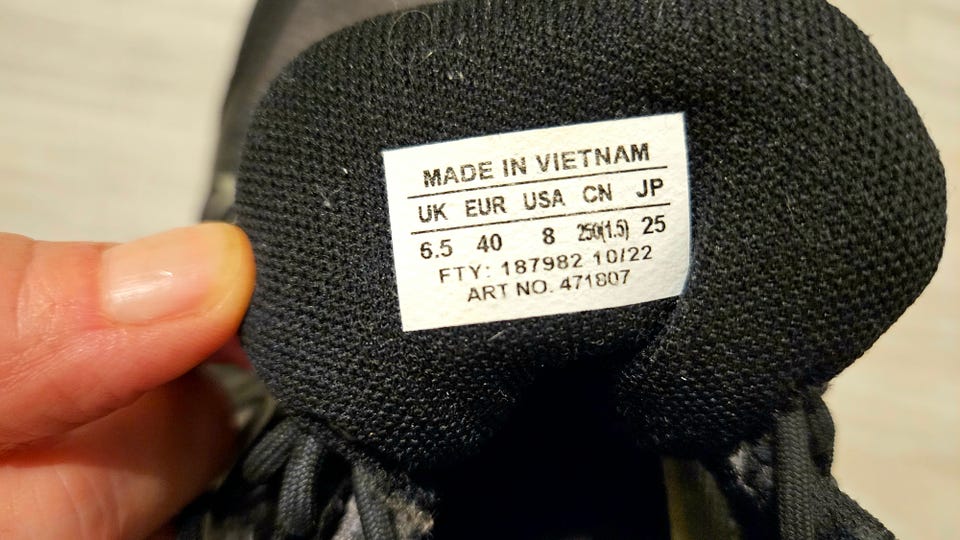 MADE IN VIETNAM
UK EUR USA CN JP
6.5 40 8 250(1.5) 25
FTY: 187982 10/22
ART NO. 471807